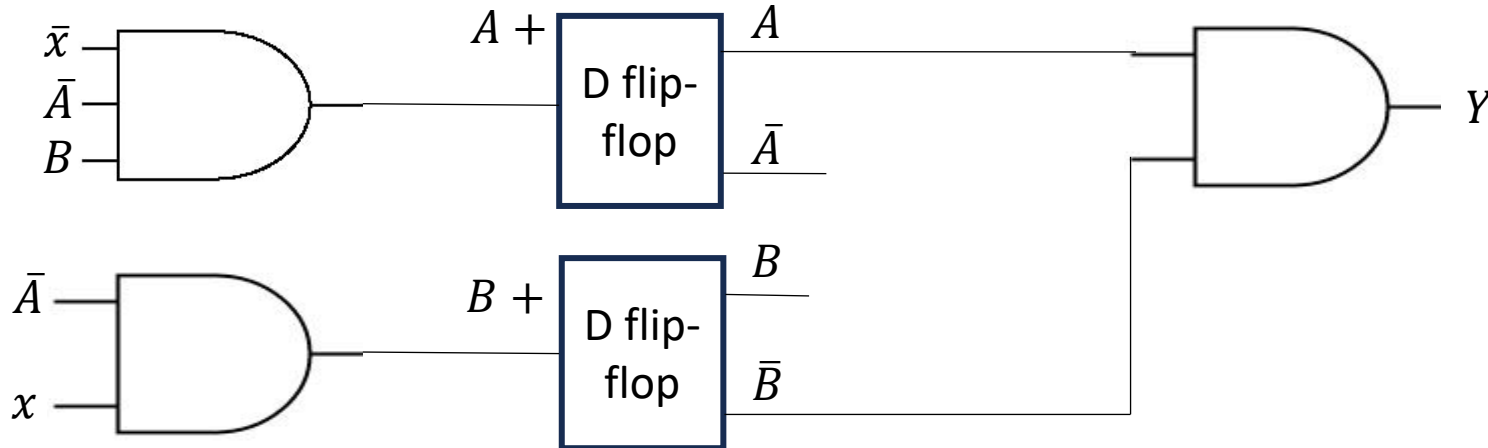 x̄
Ā
B
A +
D flip-
flop
A
Ā
Y
Ā
x
B +
D flip-
flop
B
B̄